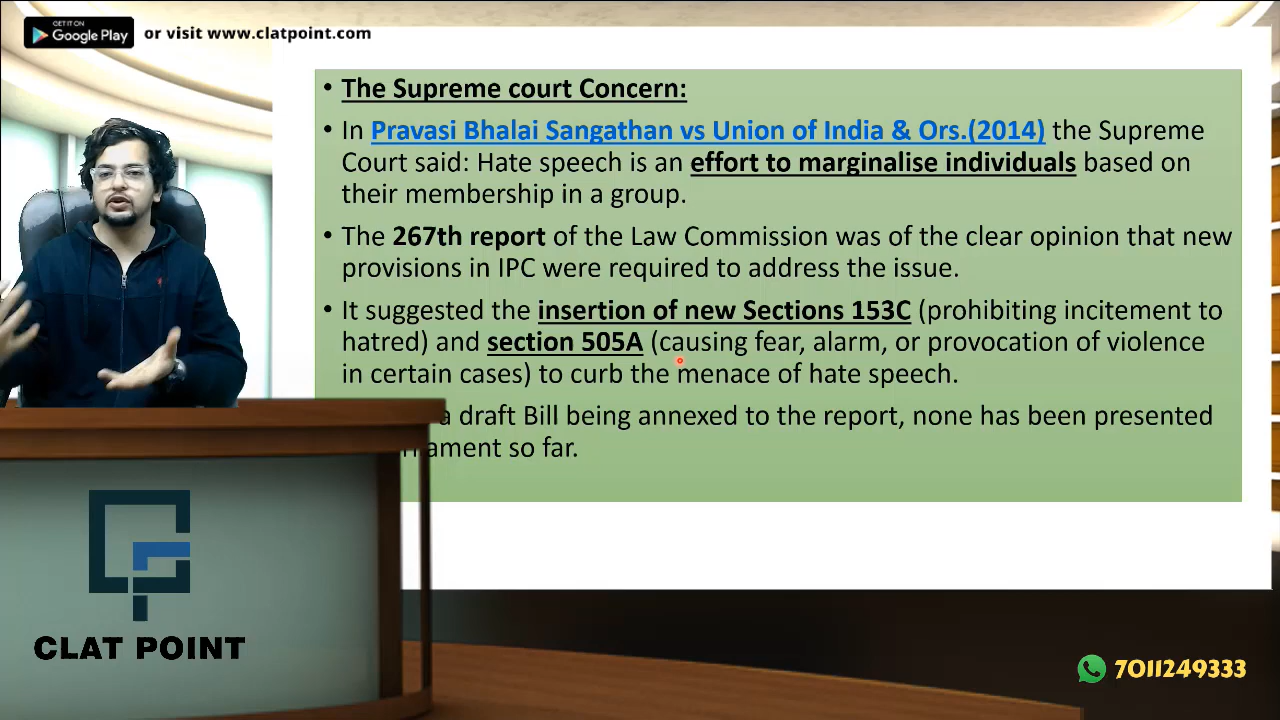 GET IT ON
Google Play
or visit www.clatpoint.com
• The Supreme court Concern:
• In Pravasi Bhalai Sangathan vs Union of India & Ors.(2014) the Supreme
Court said: Hate speech is an effort to marginalise individuals based on
their membership in a group.
• The 267th report of the Law Commission was of the clear opinion that new
provisions in IPC were required to address the issue.
• It suggested the insertion of new Sections 153C (prohibiting incitement to
hatred) and section 505A (causing fear, alarm, or provocation of violence
in certain cases) to curb the menace of hate speech.
a draft Bill being annexed to the report, none has been presented
so far.
CLAT POINT
7011249333